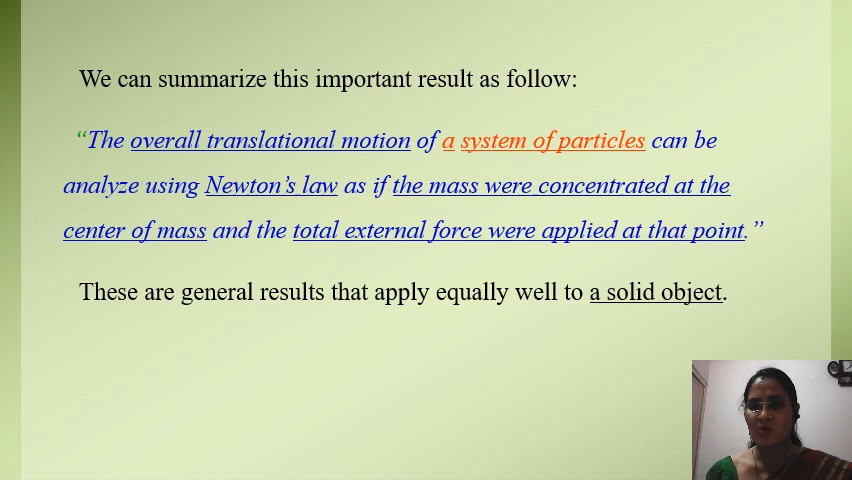 We can summarize this important result as follow:
“The overall translational motion of a system of particles can be
analyze using Newton’s law as if the mass were concentrated at the
center of mass and the total external force were applied at that point.”
These are general results that apply equally well to a solid object.